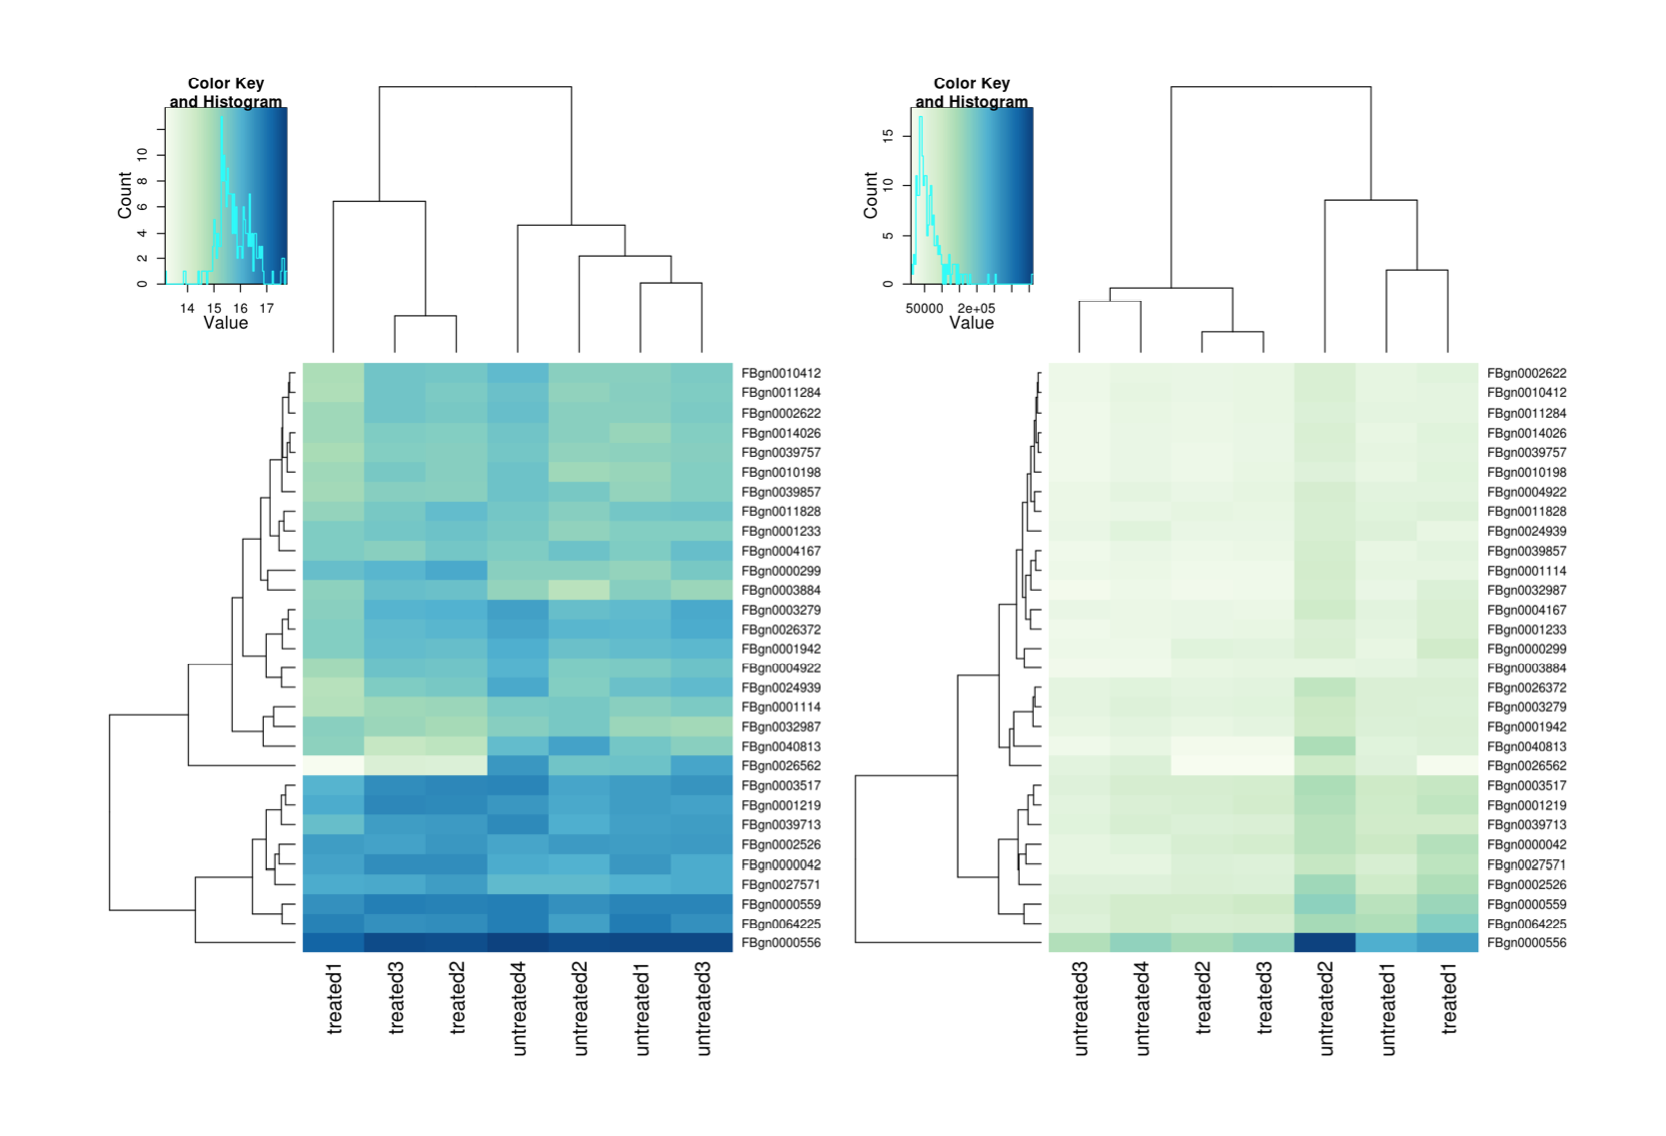 Color Key
and Histogram
Count
0 2 4 6 8 10
14 15 16 17
Value
FBgn0010412
FBgn0011284
FBgn0002622
FBgn0014026
FBgn0039757
FBgn0010198
FBgn0039857
FBgn0011828
FBgn0001233
FBgn0004167
FBgn0000299
FBgn0003884
FBgn0003279
FBgn0026372
FBgn0001942
FBgn0004922
FBgn0024939
FBgn0001114
FBgn0032987
FBgn0040813
FBgn0026562
FBgn0003517
FBgn0001219
FBgn0039713
FBgn0002526
FBgn0000042
FBgn0027571
FBgn0000559
FBgn0064225
FBgn0000556
treated1
treated3
treated2
untreated4
untreated2
untreated1
untreated3
Color Key
and Histogram
Count
0 5 10 15
50000 2e+05
Value
FBgn0002622
FBgn0010412
FBgn0011284
FBgn0014026
FBgn0039757
FBgn0010198
FBgn0004922
FBgn0011828
FBgn0024939
FBgn0039857
FBgn0001114
FBgn0032987
FBgn0004167
FBgn0001233
FBgn0000299
FBgn0003884
FBgn0026372
FBgn0003279
FBgn0001942
FBgn0040813
FBgn0026562
FBgn0003517
FBgn0001219
FBgn0039713
FBgn0000042
FBgn0027571
FBgn0002526
FBgn0000559
FBgn0064225
FBgn0000556
untreated3
untreated4
treated2
treated3
untreated2
untreated1
treated1